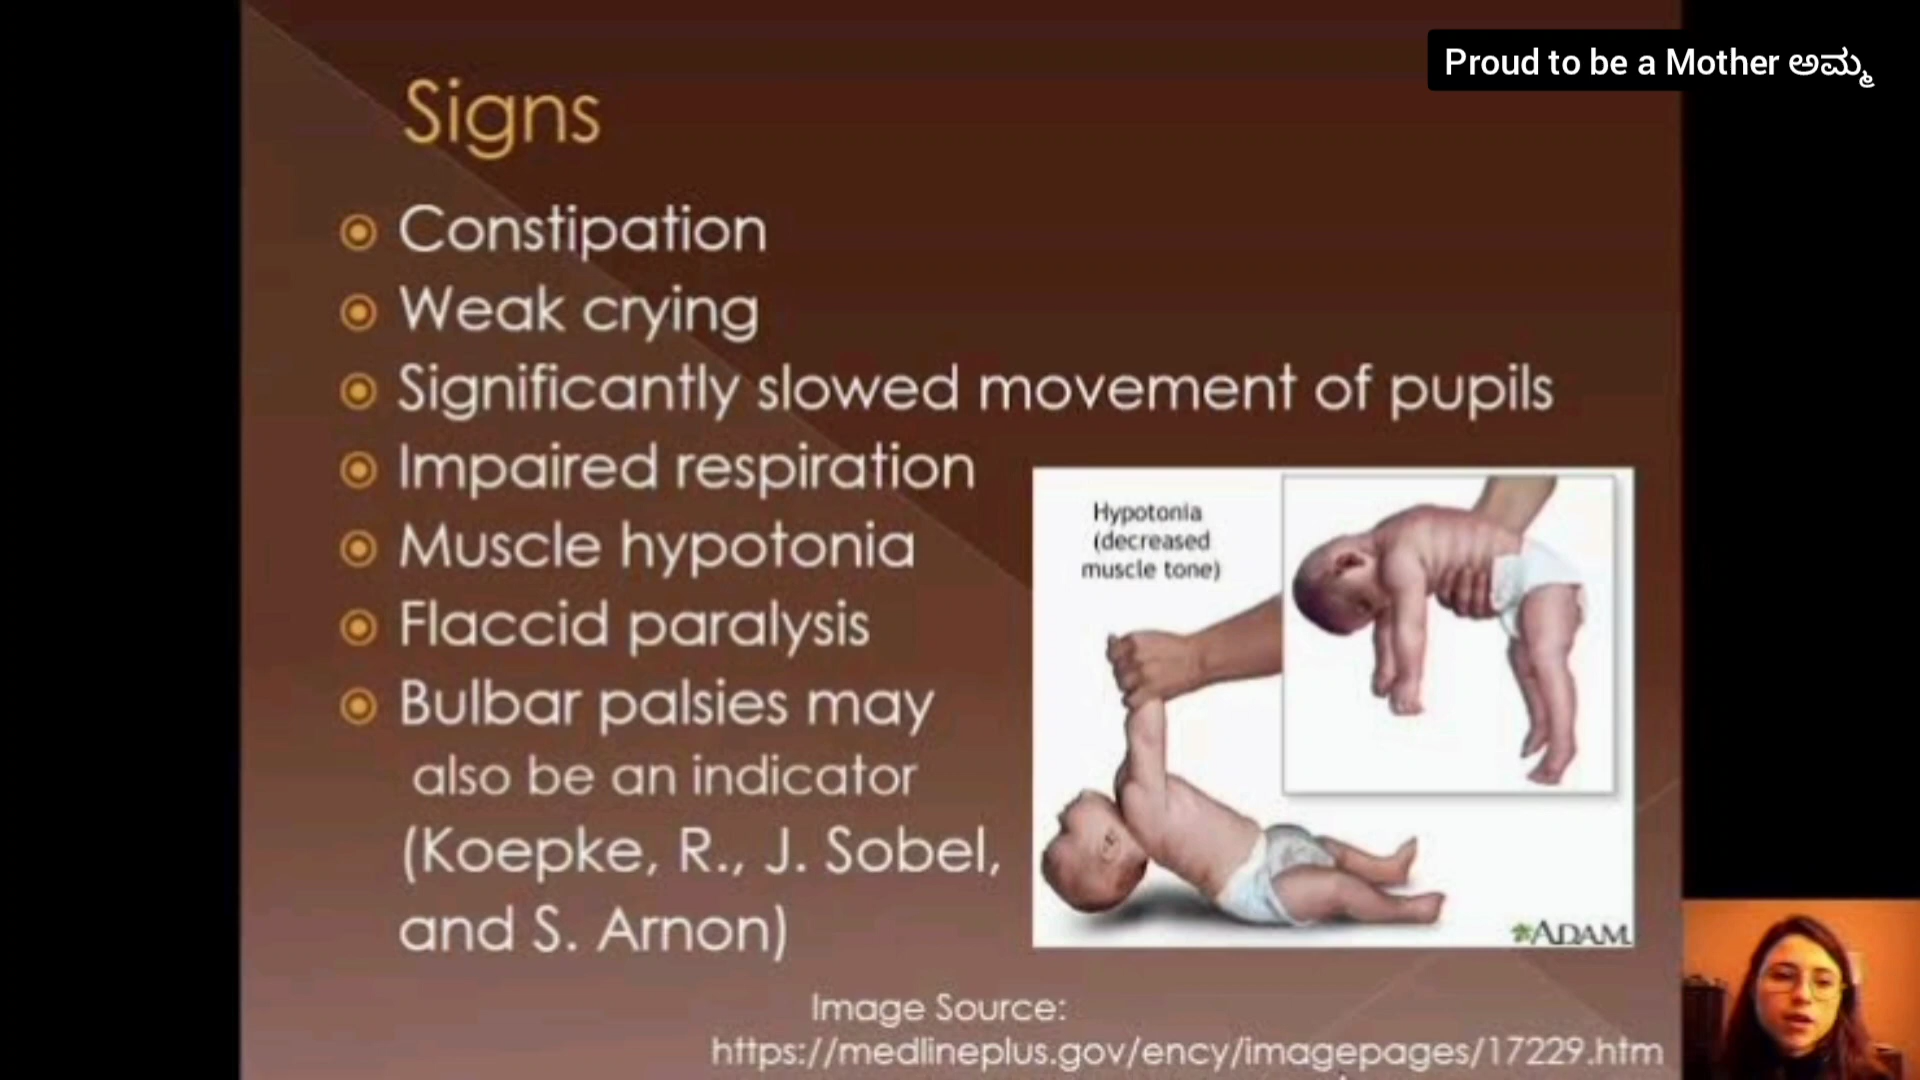 Proud to be a Mother ಅಮ್ಮ
Signs
Constipation
Weak crying
Significantly slowed movement of pupils
Impaired respiration
Muscle hypotonia
Flaccid paralysis
Bulbar palsies may
also be an indicator
(Koepke, R., J. Sobel,
and S. Arnon)
Hypotonia
(decreased
muscle tone)
ADAM
Image Source:
https://medlineplus.gov/ency/imagepages/17229.htm